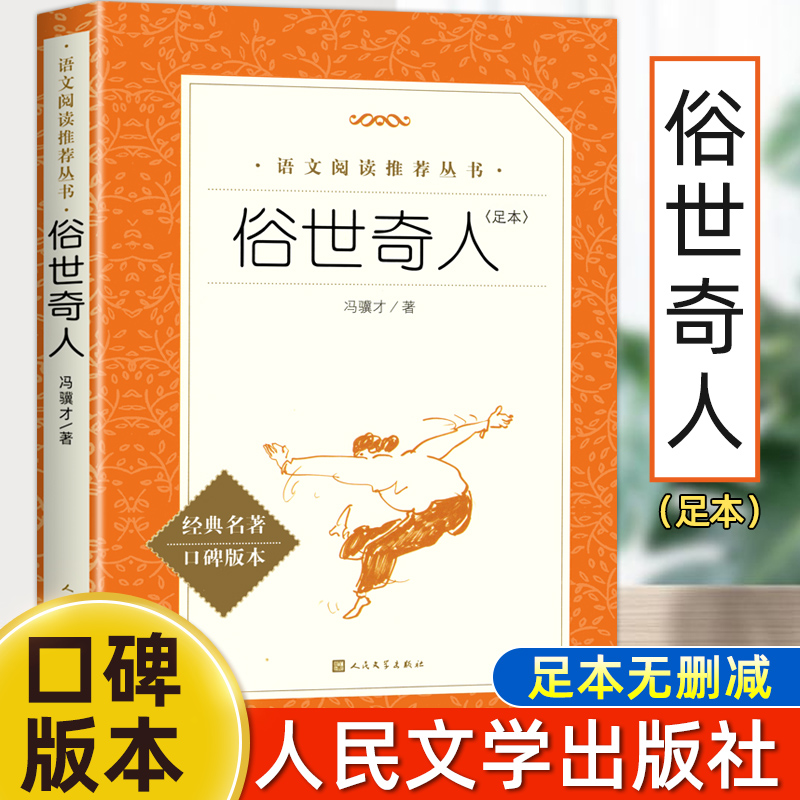 ·语文阅读推荐丛书·
俗世奇人
冯骥才/著
人
·语文阅读推荐丛书·
俗世奇人〈足本〉
冯骥才/著
经典名著
口碑版本
人民文学出版社
俗世奇人
（足本）
口碑
版本
足本无删减
人民文学出版社